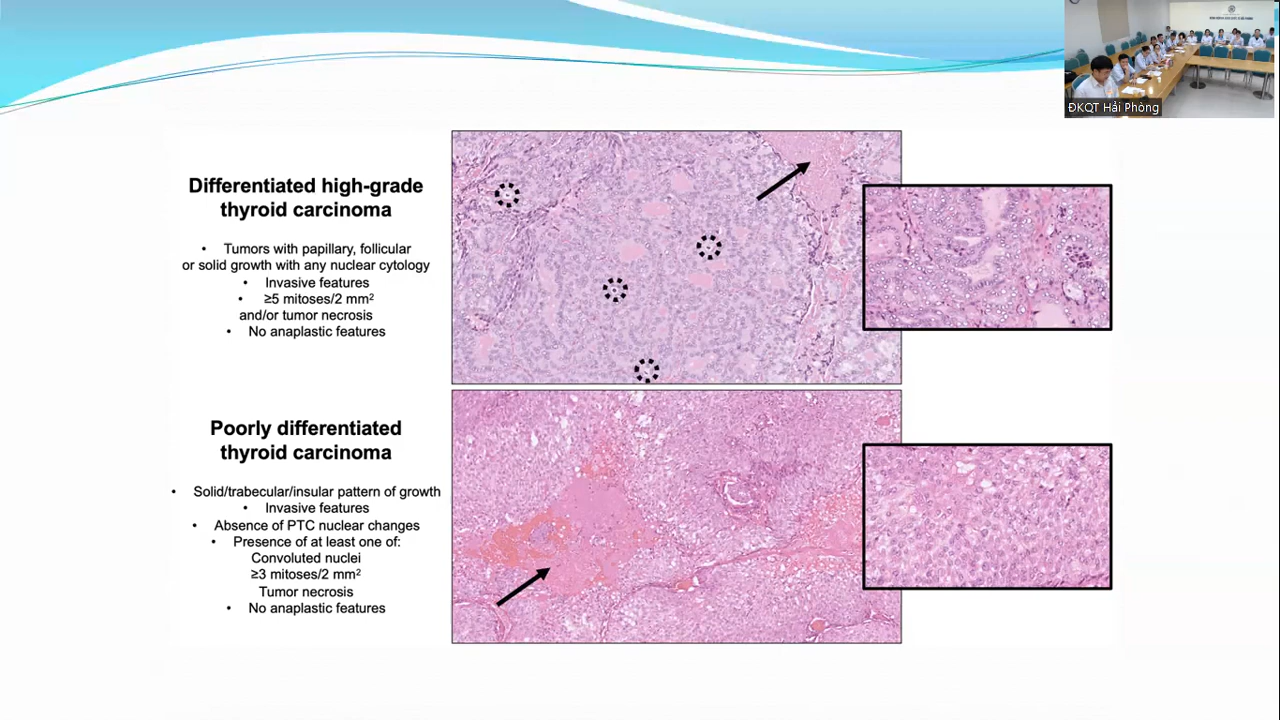 ĐKQT Hải Phòng
Differentiated high-grade
thyroid carcinoma
• Tumors with papillary, follicular
or solid growth with any nuclear cytology
• Invasive features
• ≥5 mitoses/2 mm²
and/or tumor necrosis
• No anaplastic features
Poorly differentiated
thyroid carcinoma
• Solid/trabecular/insular pattern of growth
• Invasive features
• Absence of PTC nuclear changes
• Presence of at least one of:
Convoluted nuclei
≥3 mitoses/2 mm²
Tumor necrosis
• No anaplastic features